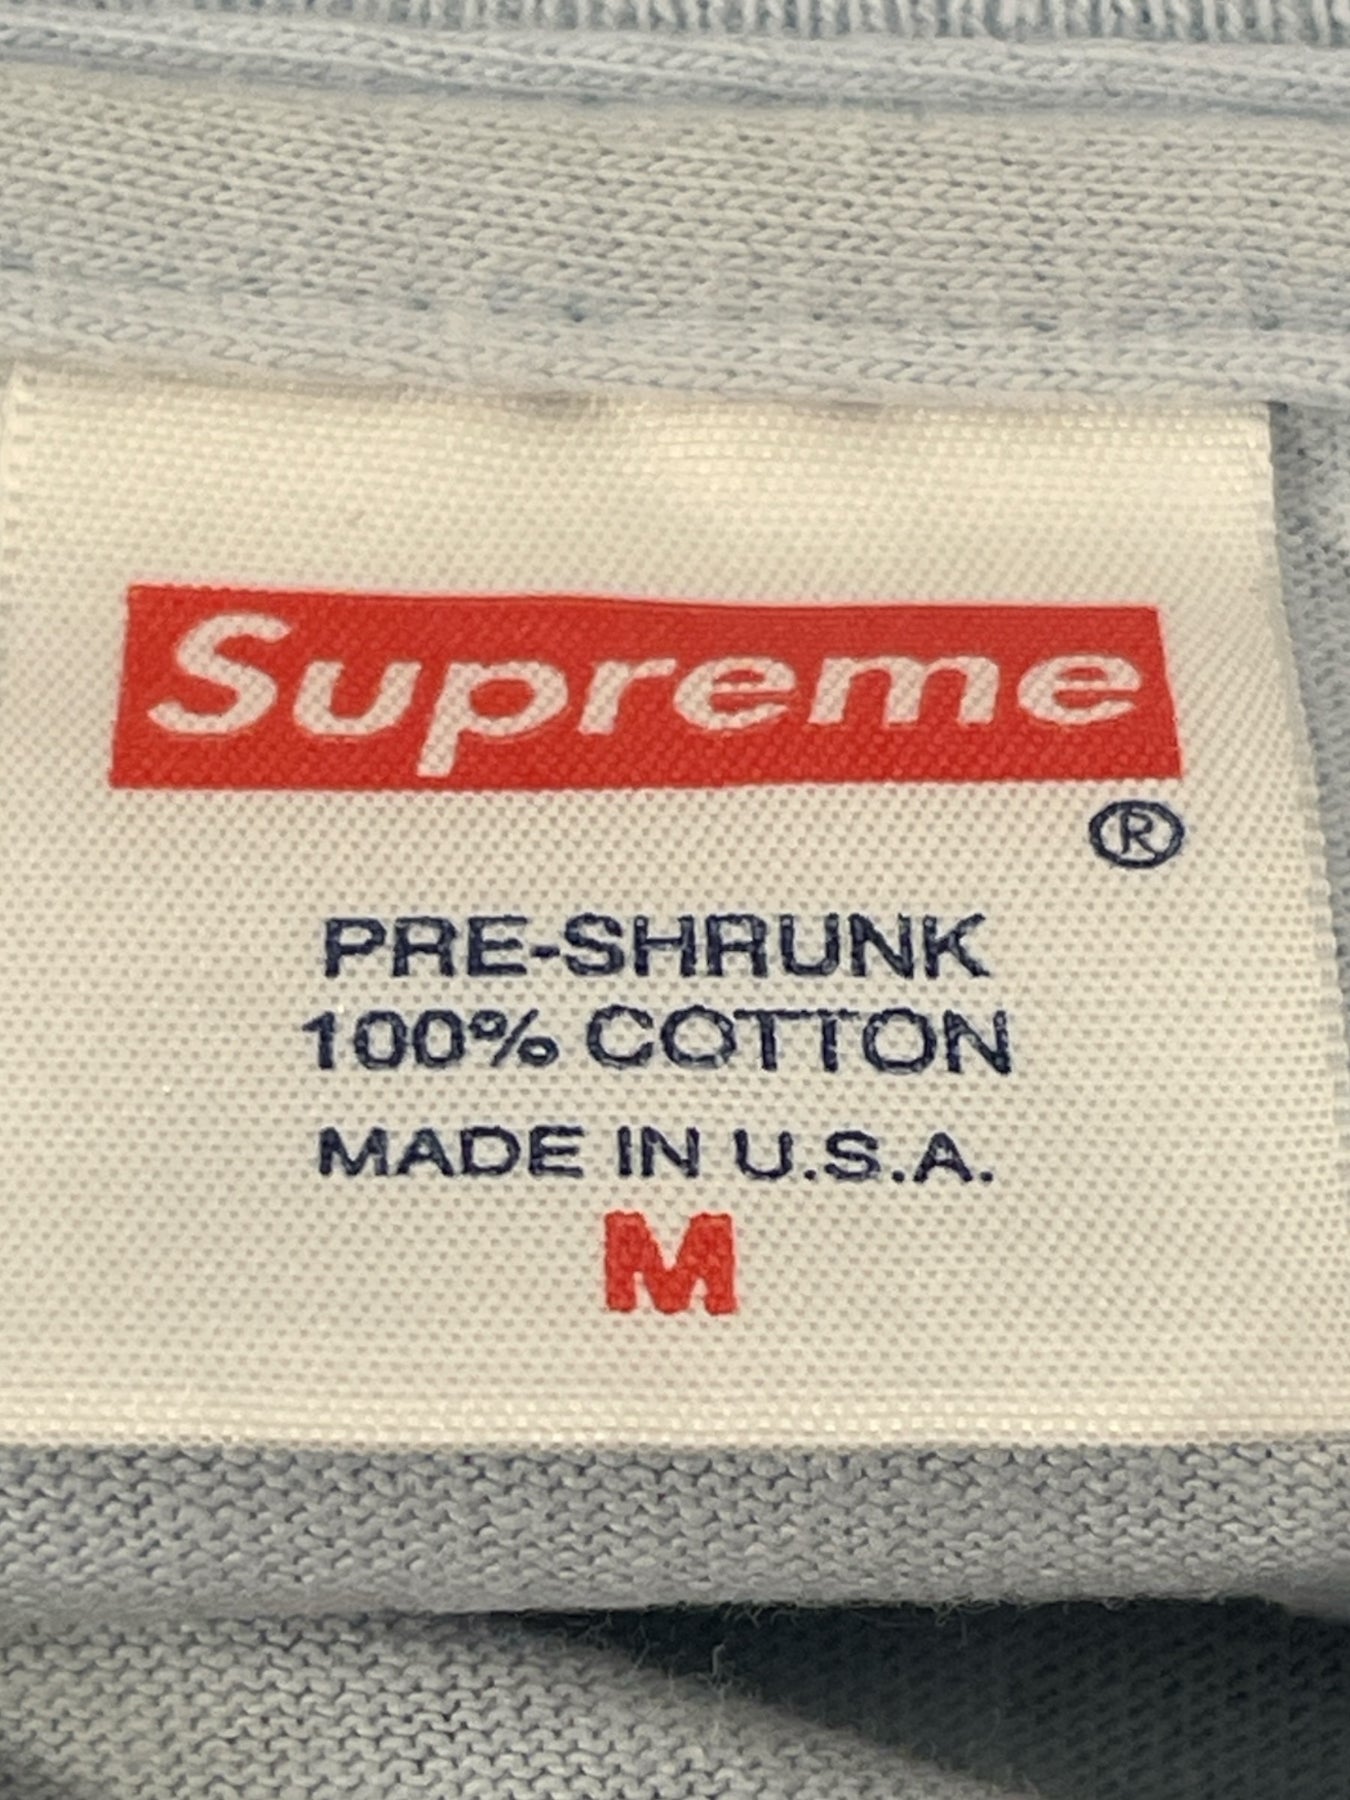 Supreme
®
PRE-SHRUNK
100% COTTON
MADE IN U.S.A.
M